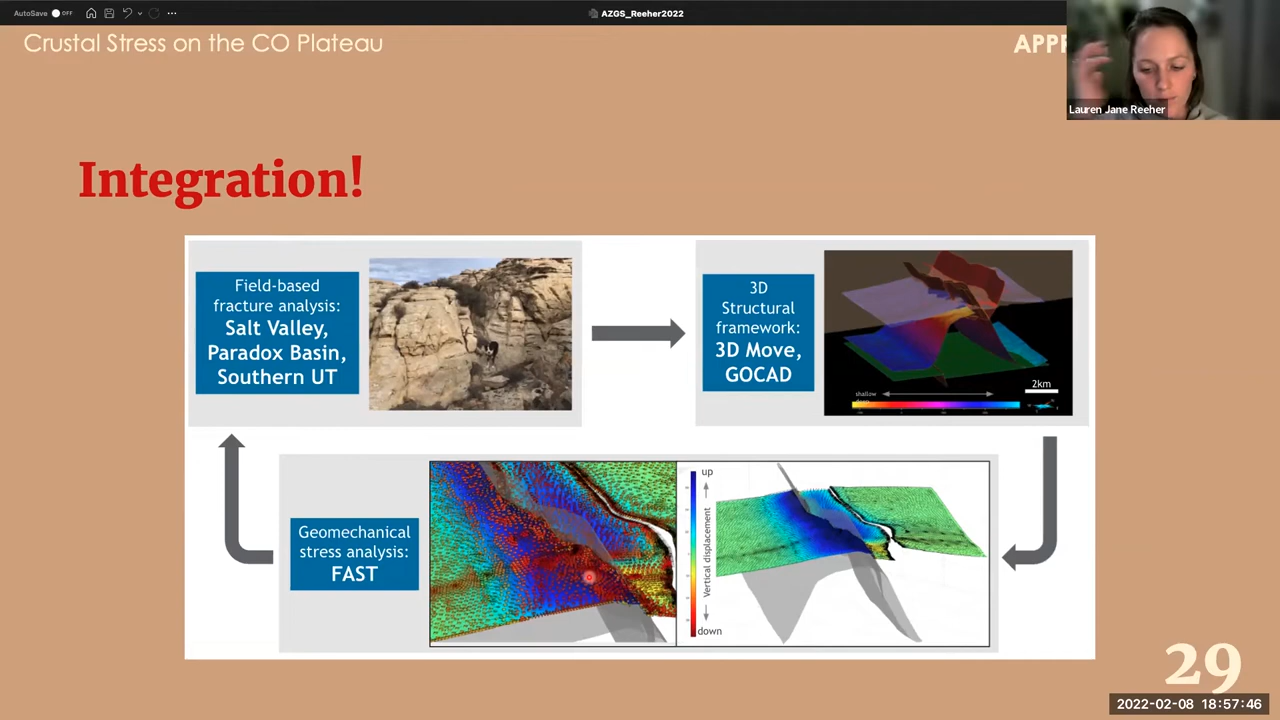 AutoSave OFF
AZGS_Reeher2022
Crustal Stress on the CO Plateau
Lauren Jane Reeher
Integration!
Field-based
fracture analysis:
Salt Valley,
Paradox Basin,
Southern UT
3D
Structural
framework:
3D Move,
GOCAD
2km
shallow
deep
Geomechanical
stress analysis:
FAST
up
Vertical displacement
down
29
2022-02-08 18:57:46